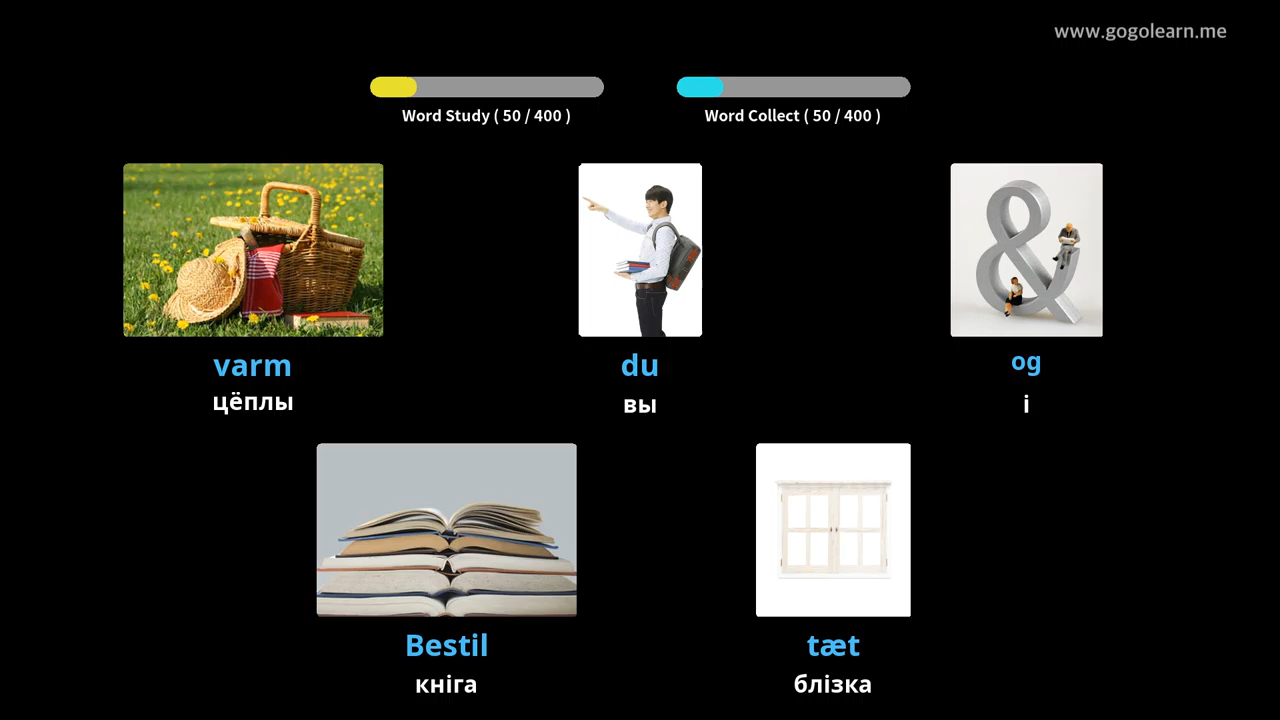 www.gogolearn.me
Word Study ( 50 / 400 )
Word Collect ( 50 / 400 )
varm
цёплы
du
вы
og
і
Bestil
кніга
tæt
блізка